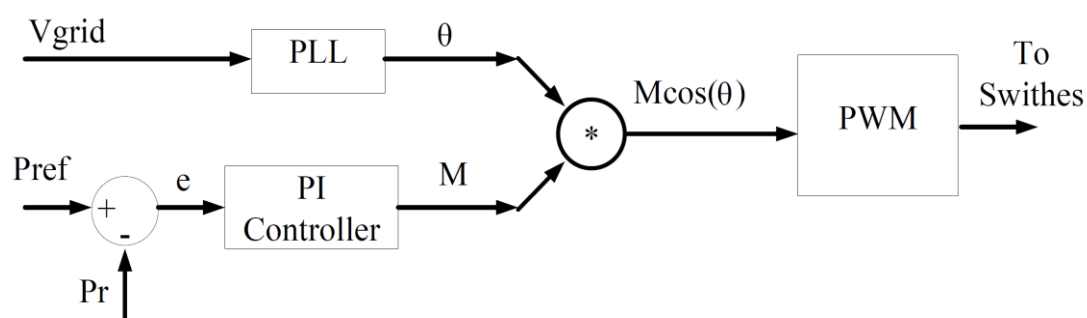 Vgrid
PLL
θ
Mcos(θ)
PWM
To
Swithes
*
Pref
+
-
e
PI
Controller
M
Pr